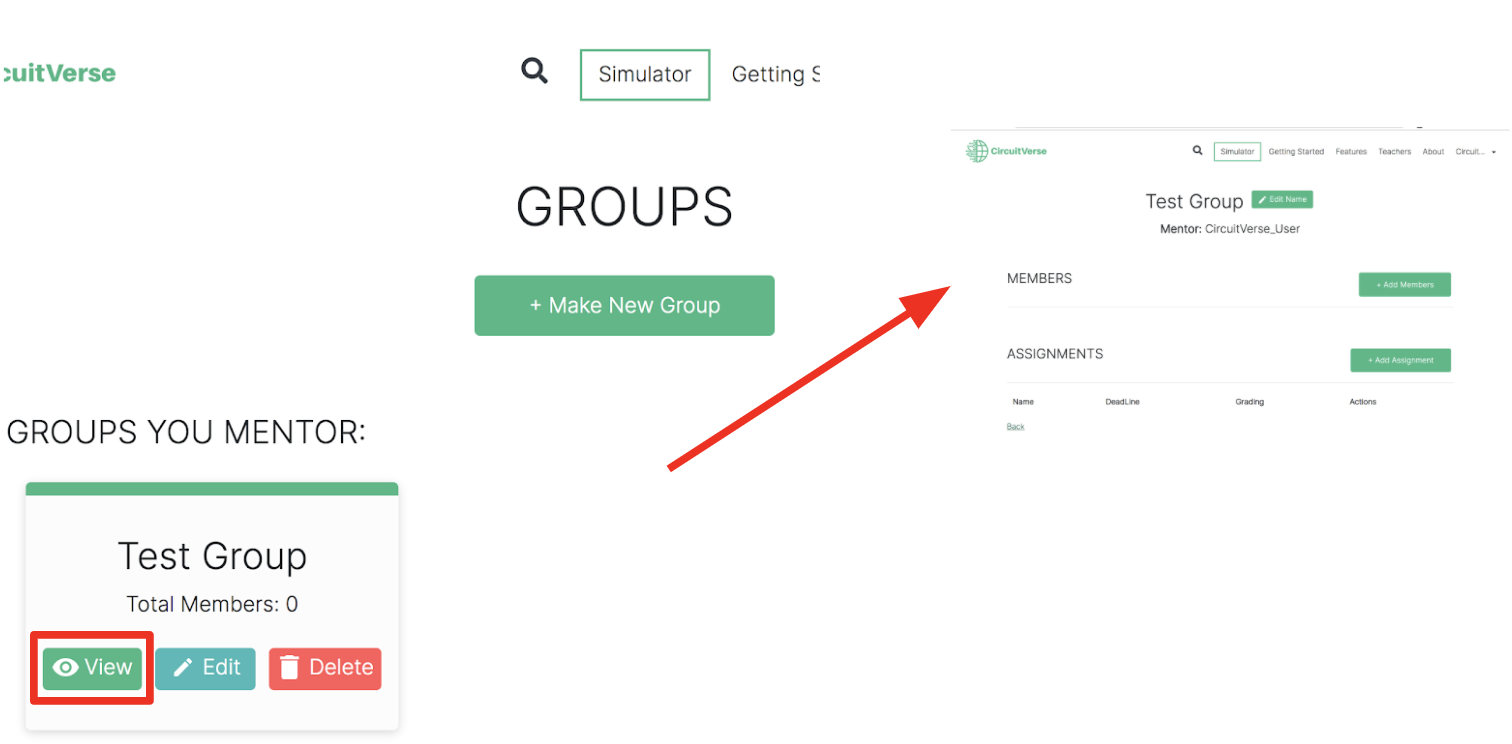 cuitVerse
Simulator
Getting S
GROUPS
+ Make New Group
GROUPS YOU MENTOR:
Test Group
Total Members: 0
View
Edit
Delete
CircuitVerse
Simulator
Getting Started
Features
Teachers
About
Circuit...
Test Group
Edit Name
Mentor: CircuitVerse_User
MEMBERS
+ Add Members
ASSIGNMENTS
+ Add Assignment
Name
DeadLine
Grading
Actions
Back